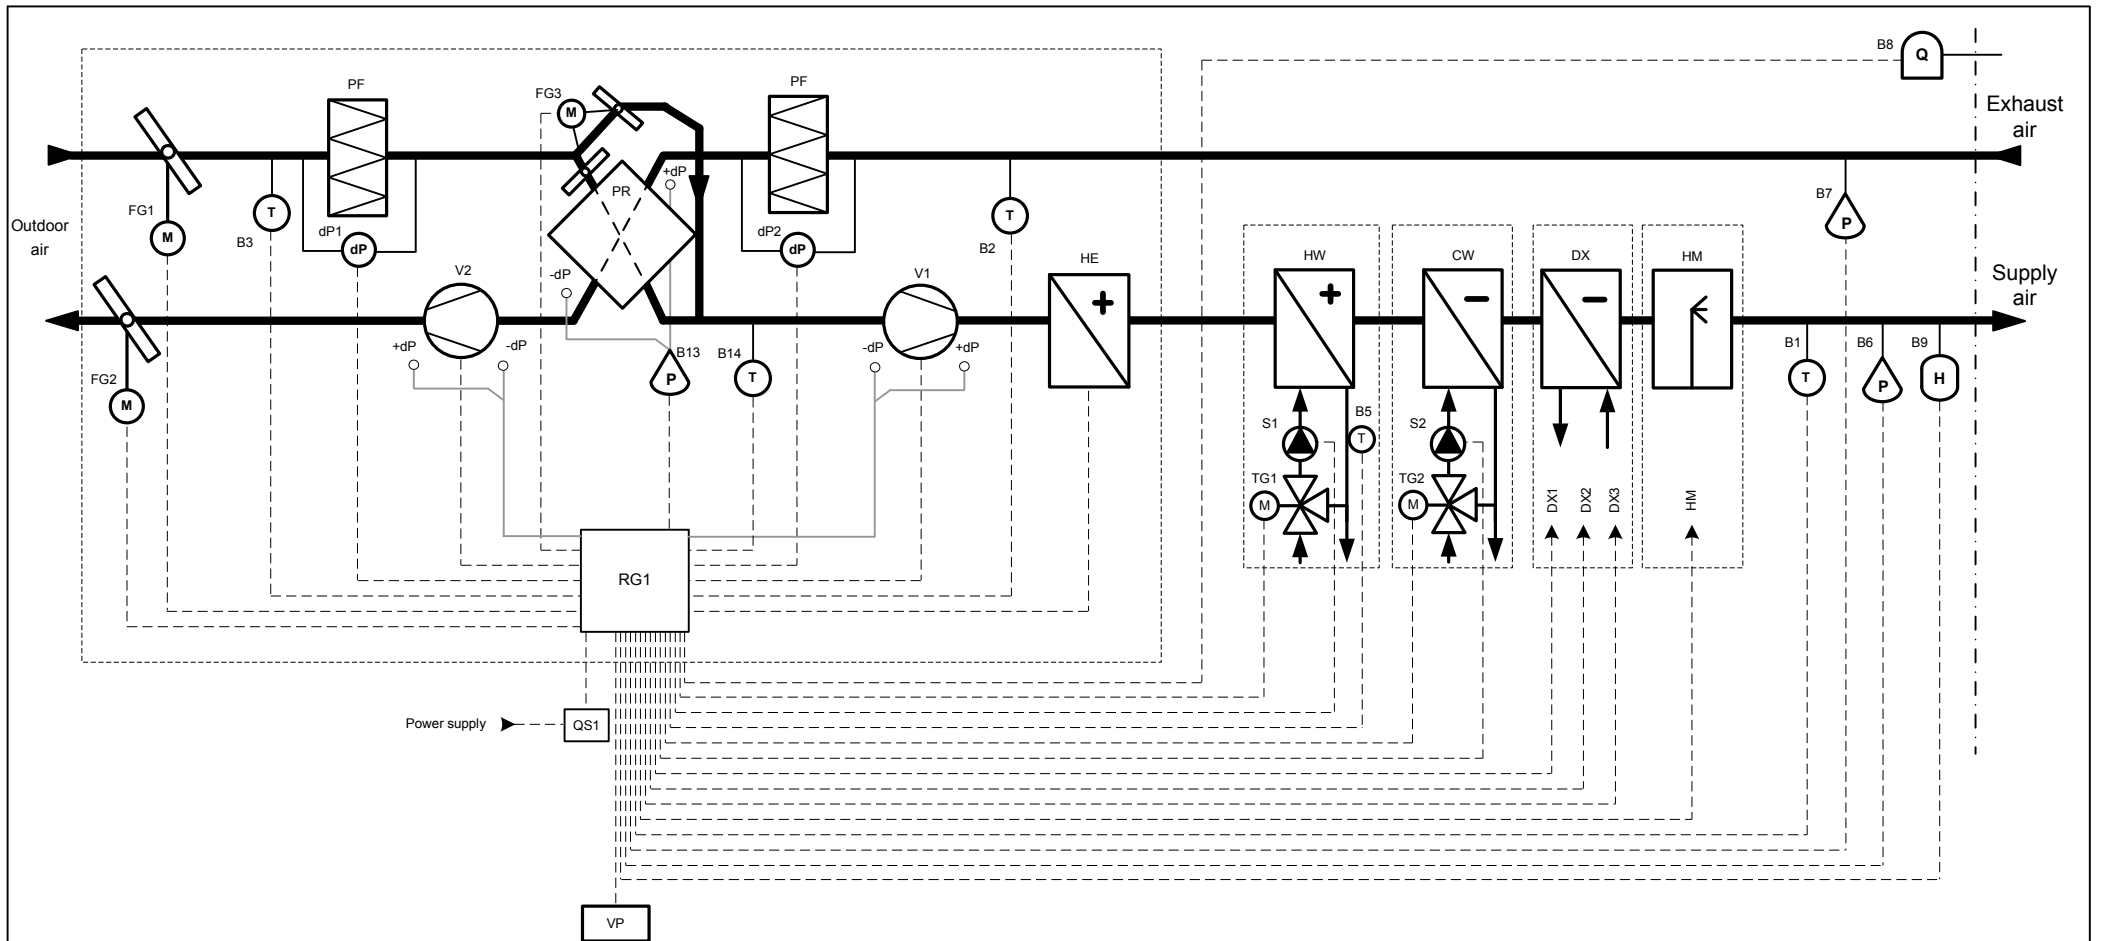 B8
Q
Exhaust
air
PF
FG3
M
PF
+dP
PR
B7
P
FG1
M
T
B3
dP1
dP
dP2
dP
T
B2
Outdoor
air
-dP
V2
V1
HE
+
HW
+
CW
DX
HM
Supply
air
+dP
-dP
B13
P
B14
T
-dP
+dP
B1
T
B6
P
B9
H
FG2
M
S1
B5
T
S2
TG1
M
TG2
M
DX1
DX2
DX3
HM
RG1
Power supply
QS1
VP